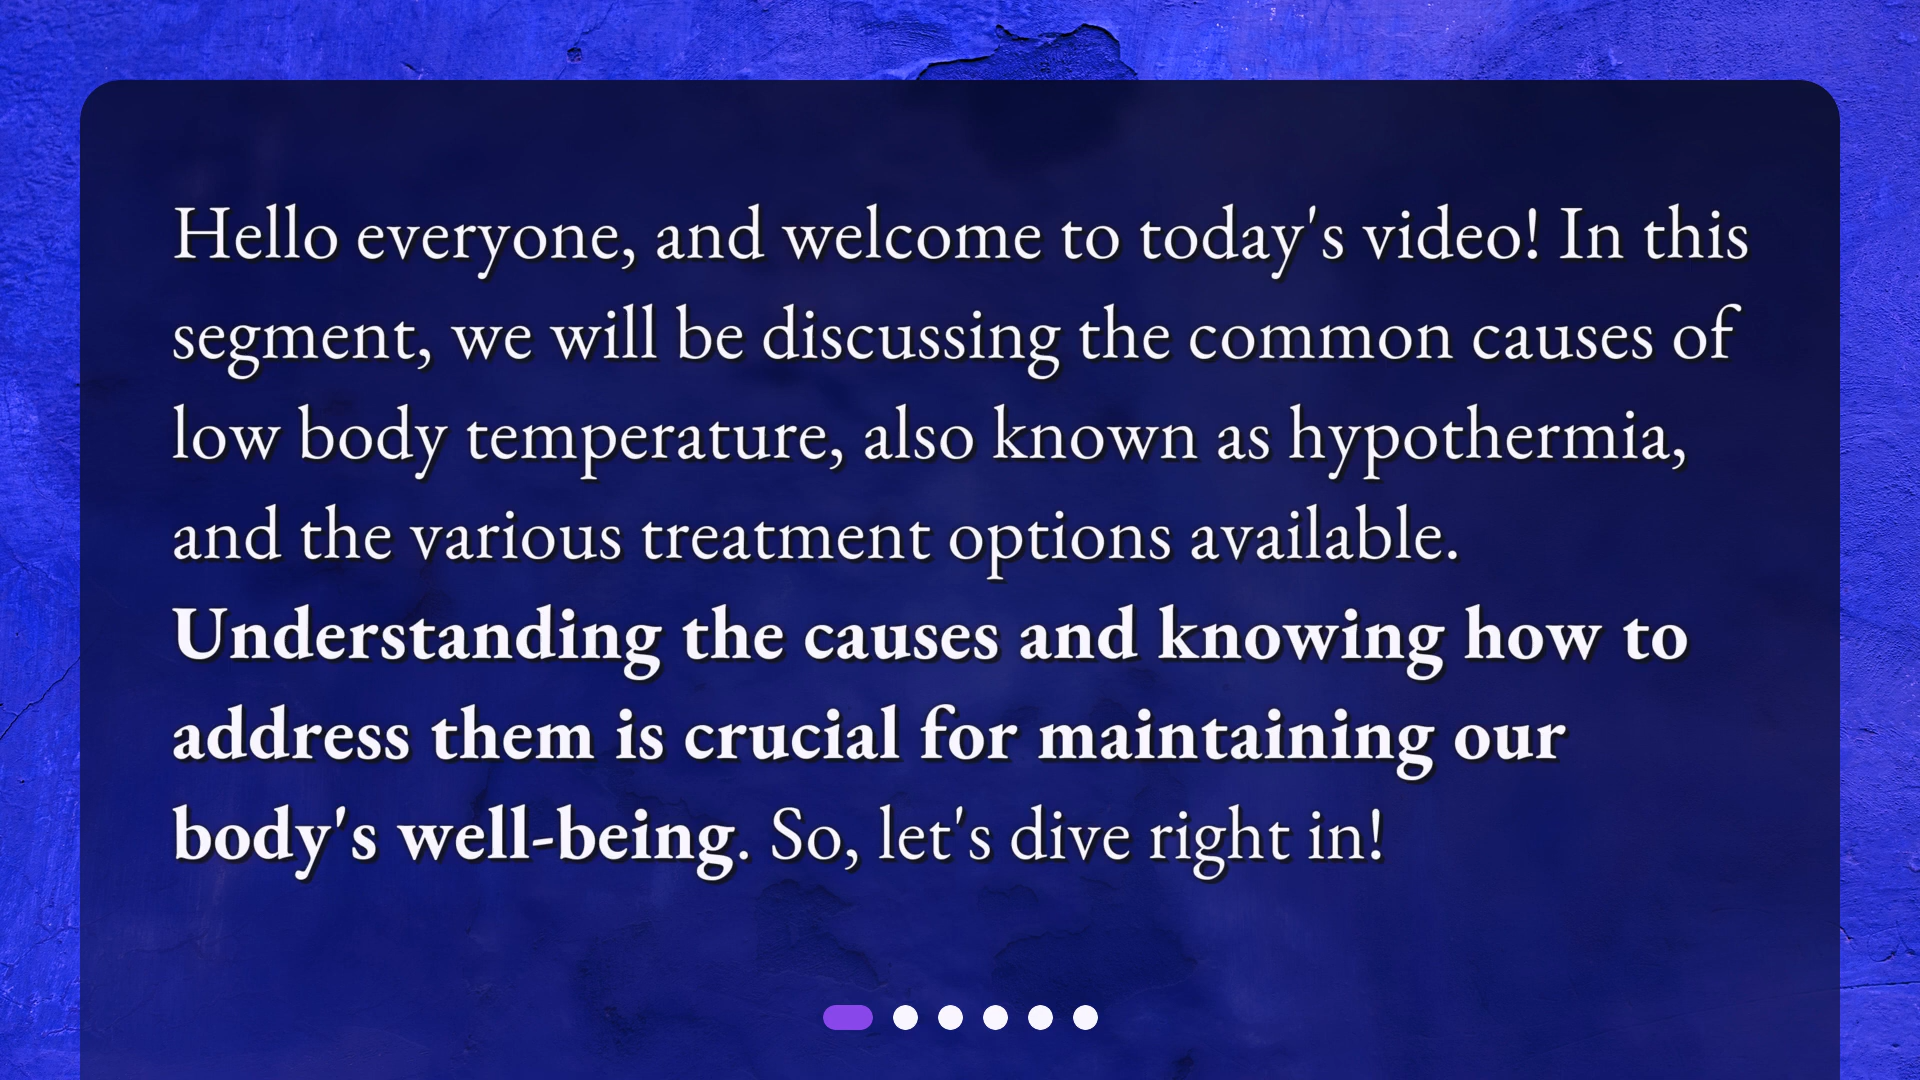 Hello everyone, and welcome to today's video! In this
segment, we will be discussing the common causes of
low body temperature, also known as hypothermia,
and the various treatment options available.
Understanding the causes and knowing how to
address them is crucial for maintaining our
body's well-being. So, let's dive right in!